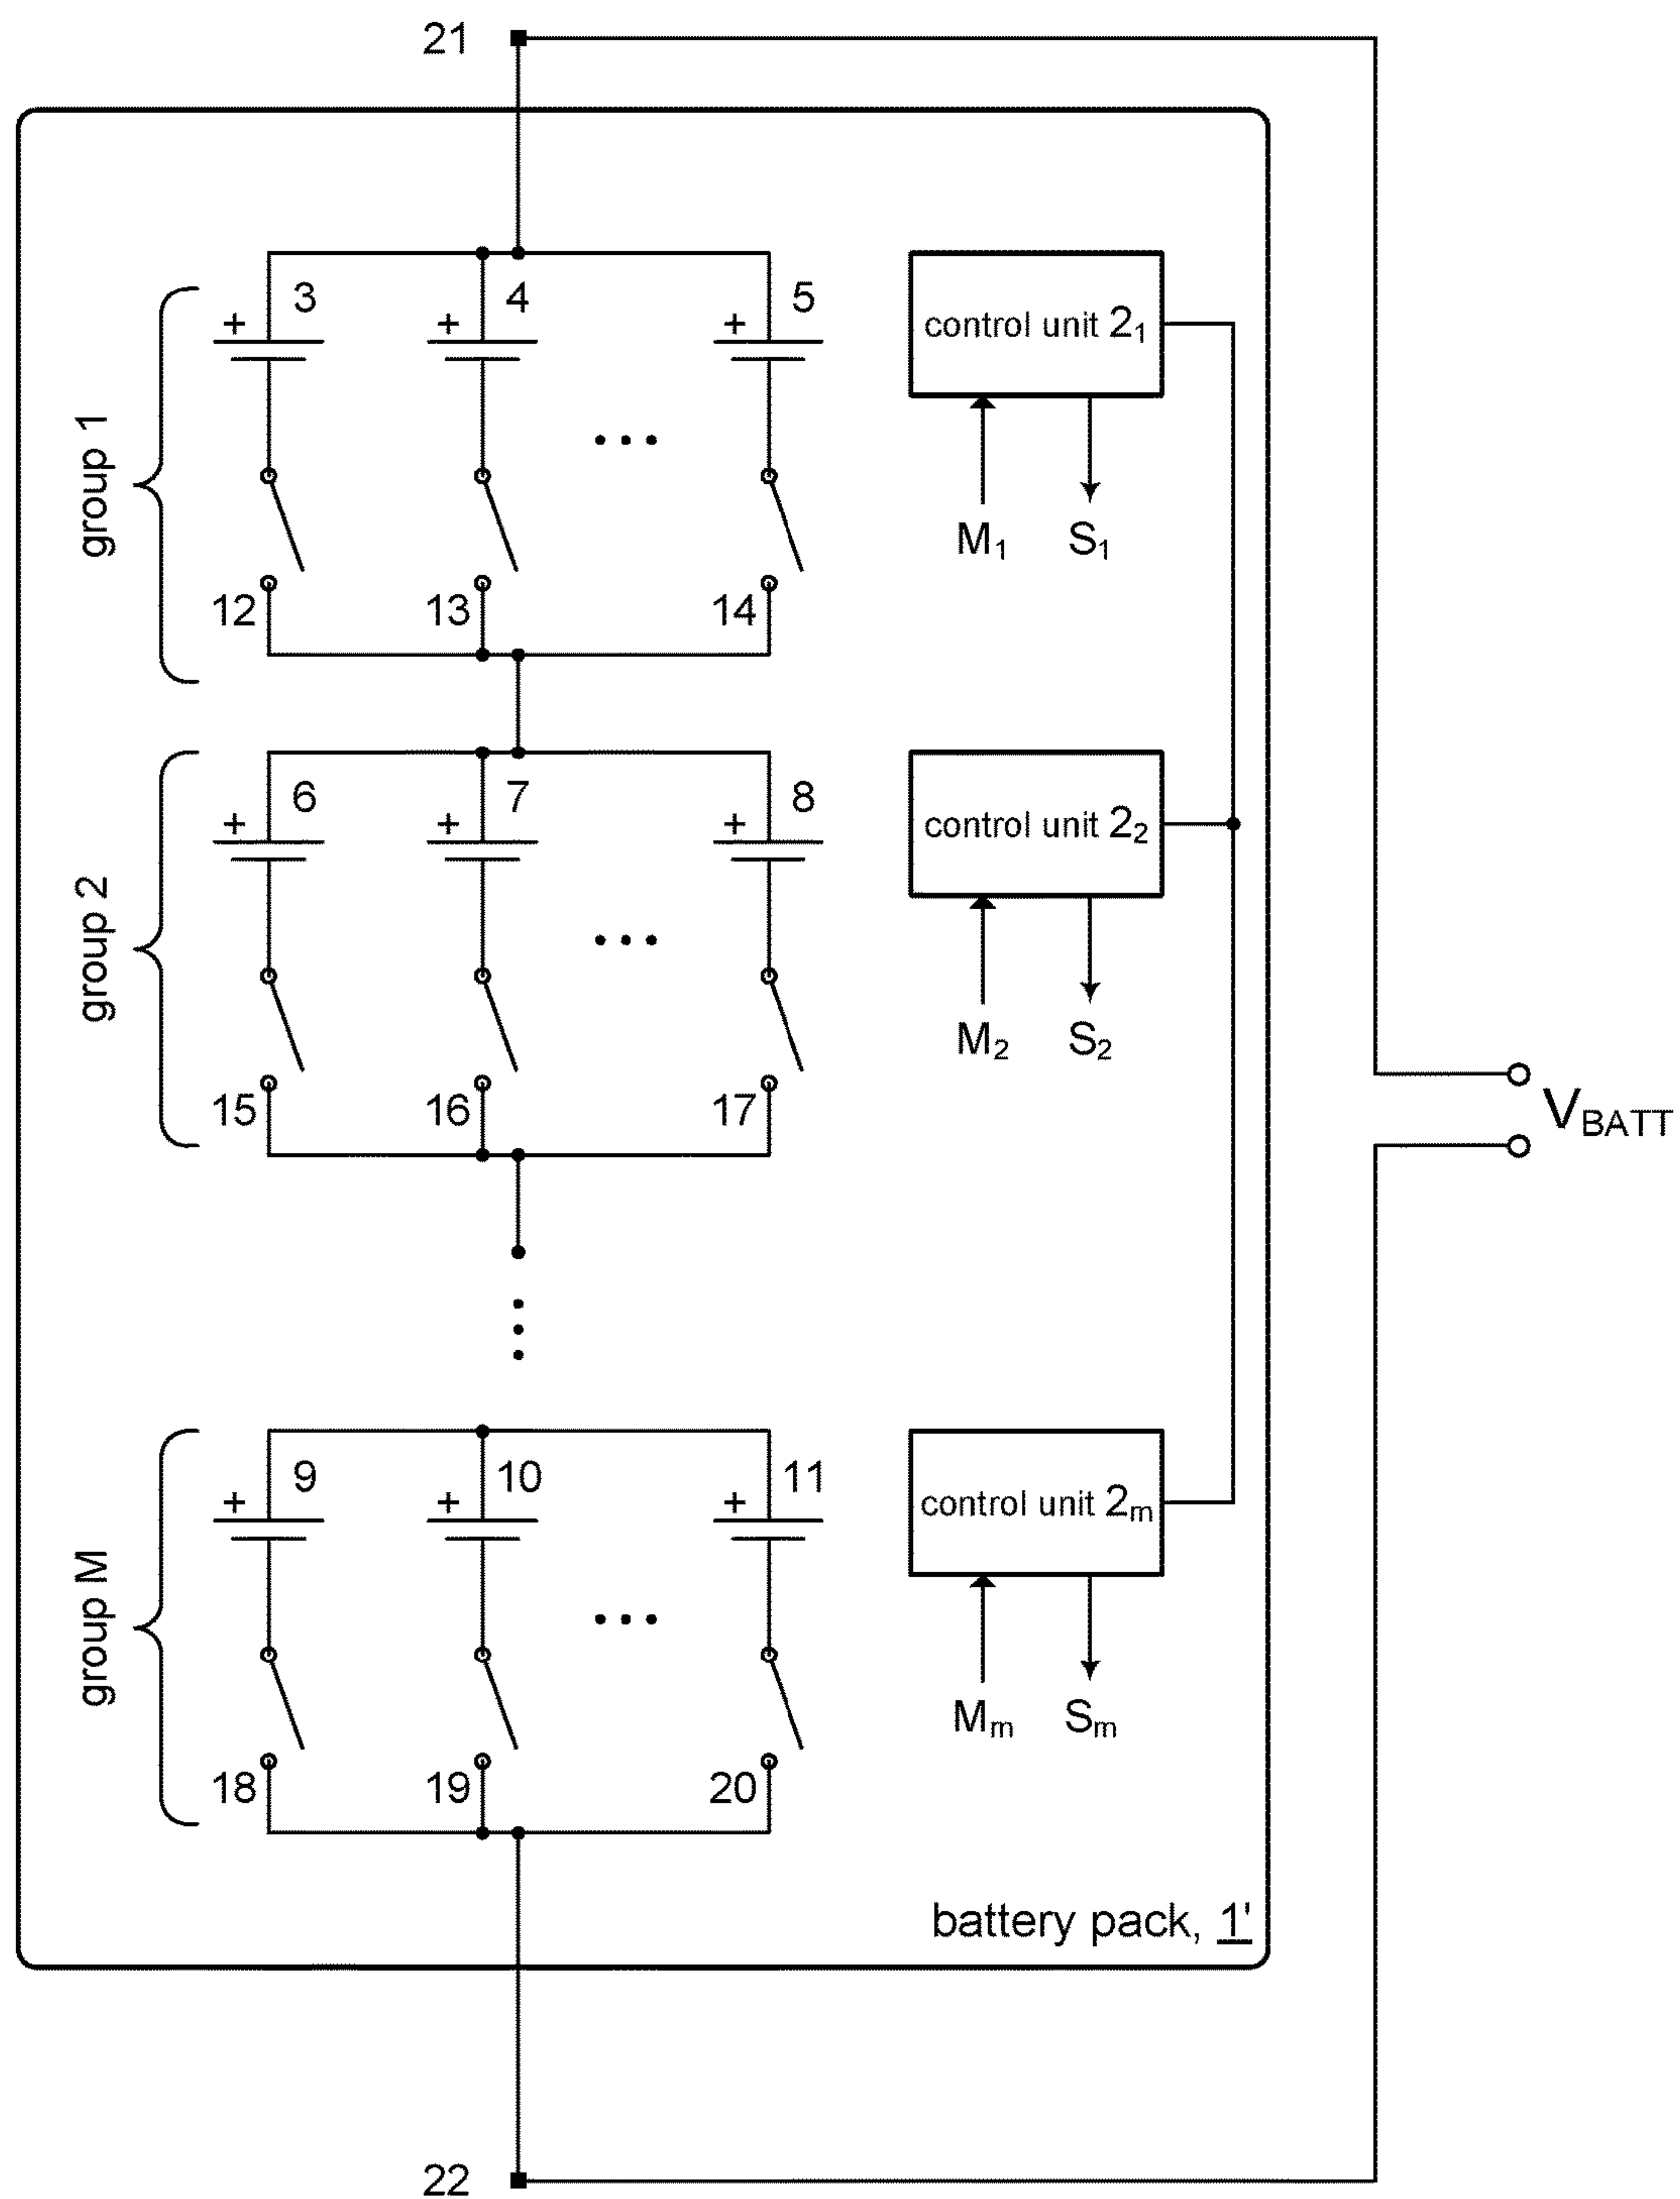 21
group 1
+ 3
+ 4
+ 5
...
12
13
14
control unit 2₁
M₁
S₁
group 2
+ 6
+ 7
+ 8
...
15
16
17
control unit 2₂
M₂
S₂
V_BATT
group M
+ 9
+ 10
+ 11
...
18
19
20
control unit 2ₘ
Mₘ
Sₘ
battery pack, 1'
22